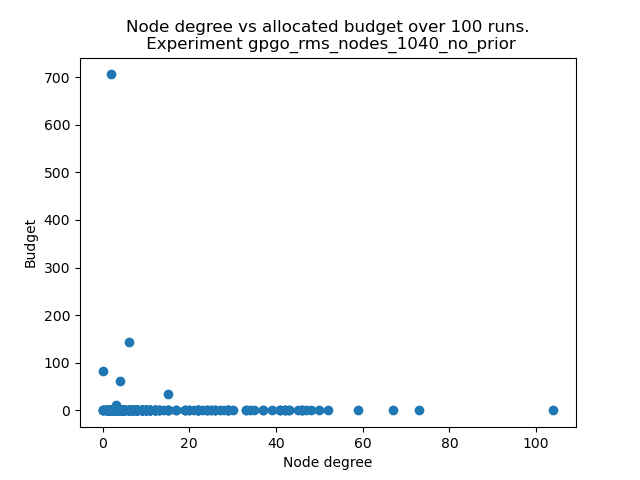 Node degree vs allocated budget over 100 runs.
Experiment gpgo_rms_nodes_1040_no_prior
700
600
500
400
300
200
100
0
Budget
0 20 40 60 80 100
Node degree